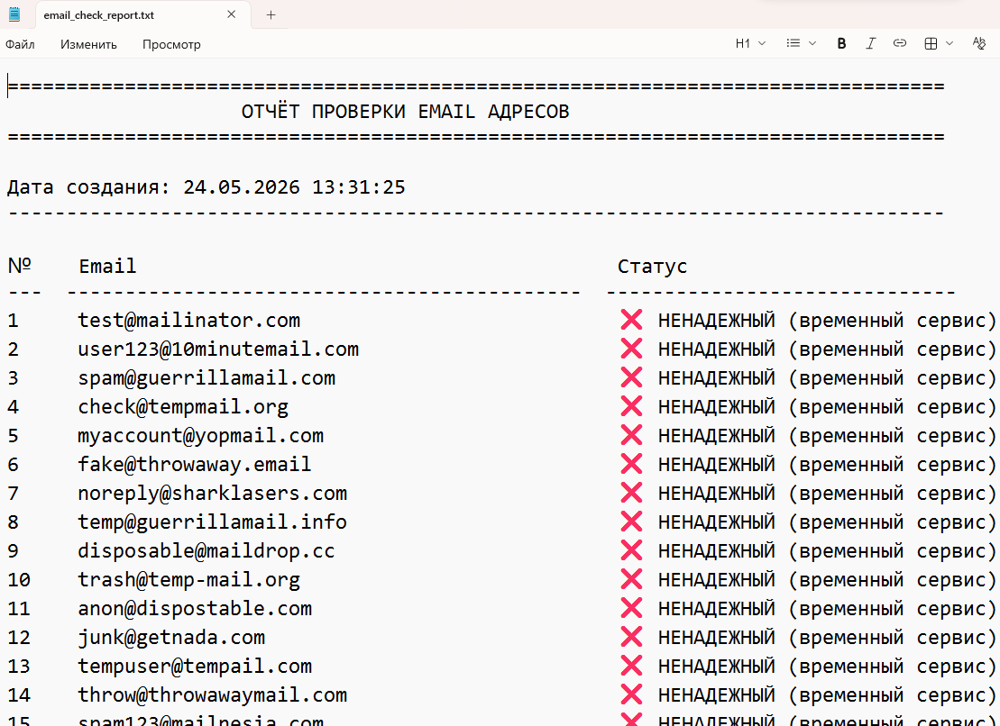 email_check_report.txt
Файл Изменить Просмотр H1 B I
================================================================================
ОТЧЁТ ПРОВЕРКИ EMAIL АДРЕСОВ
================================================================================
Дата создания: 24.05.2026 13:31:25
--------------------------------------------------------------------------------
№ Email Статус
--- -------------------------------------------- ------------------------------
1 test@mailinator.com ❌ НЕНАДЕЖНЫЙ (временный сервис)
2 user123@10minutemail.com ❌ НЕНАДЕЖНЫЙ (временный сервис)
3 spam@guerrillamail.com ❌ НЕНАДЕЖНЫЙ (временный сервис)
4 check@tempmail.org ❌ НЕНАДЕЖНЫЙ (временный сервис)
5 myaccount@yopmail.com ❌ НЕНАДЕЖНЫЙ (временный сервис)
6 fake@throwaway.email ❌ НЕНАДЕЖНЫЙ (временный сервис)
7 noreply@sharklasers.com ❌ НЕНАДЕЖНЫЙ (временный сервис)
8 temp@guerrillamail.info ❌ НЕНАДЕЖНЫЙ (временный сервис)
9 disposable@maildrop.cc ❌ НЕНАДЕЖНЫЙ (временный сервис)
10 trash@temp-mail.org ❌ НЕНАДЕЖНЫЙ (временный сервис)
11 anon@dispostable.com ❌ НЕНАДЕЖНЫЙ (временный сервис)
12 junk@getnada.com ❌ НЕНАДЕЖНЫЙ (временный сервис)
13 tempuser@tempail.com ❌ НЕНАДЕЖНЫЙ (временный сервис)
14 throw@throwawaymail.com ❌ НЕНАДЕЖНЫЙ (временный сервис)
15 spam123@mailnesia.com ❌ НЕНАДЕЖНЫЙ (временный сервис)